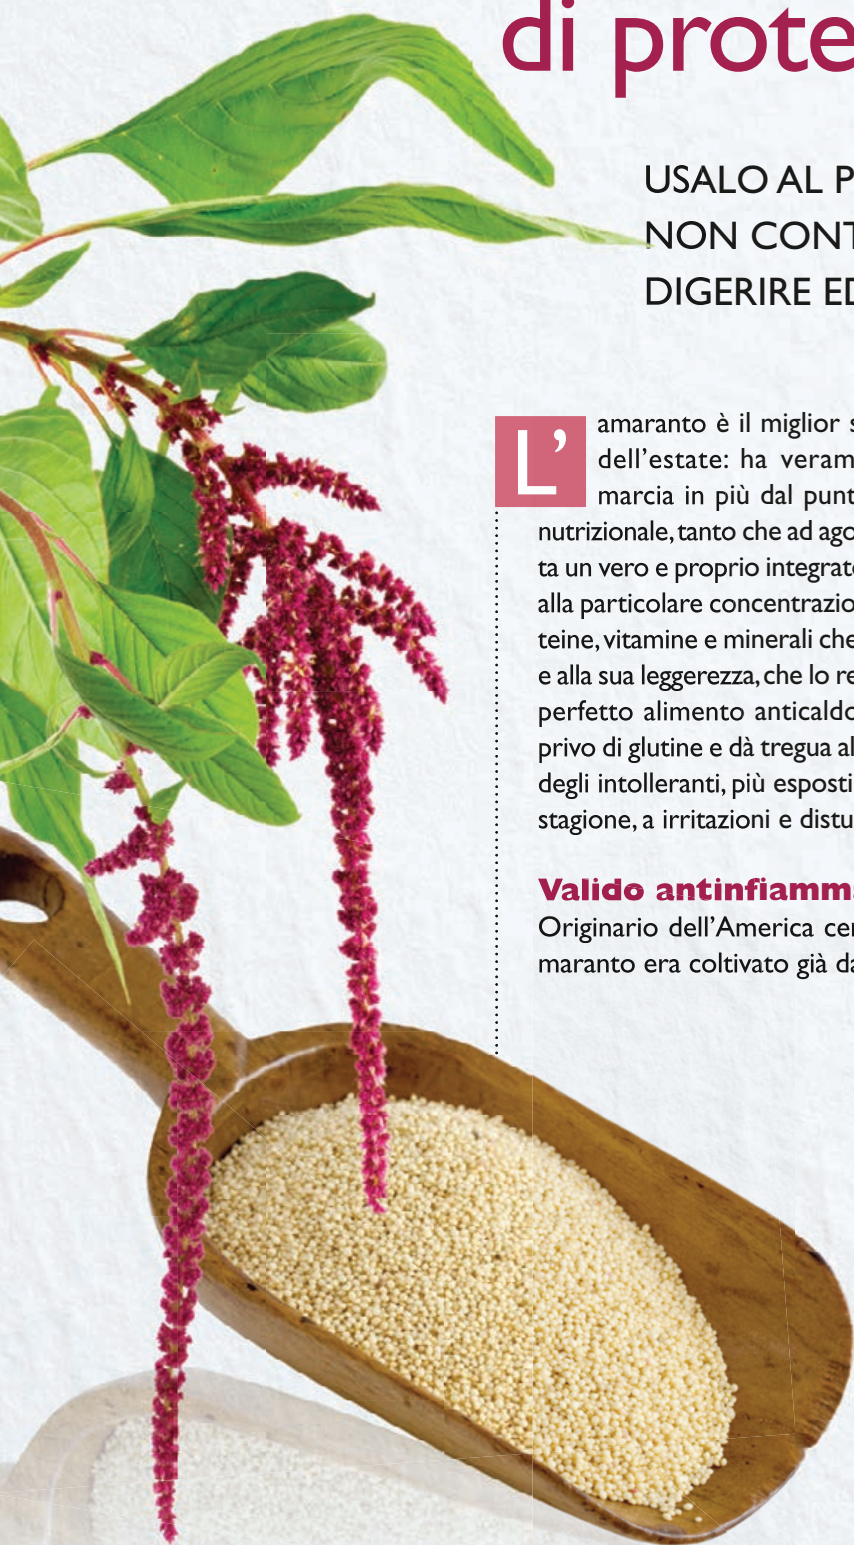 di prote
USALO AL P
NON CONT
DIGERIRE ED
L’amaranto è il miglior s
dell’estate: ha veram
marcia in più dal punt
nutrizionale, tanto che ad ago
ta un vero e proprio integrato
alla particolare concentrazio
teine, vitamine e minerali che
e alla sua leggerezza, che lo re
perfetto alimento anticaldo
privo di glutine e dà tregua al
degli intolleranti, più esposti
stagione, a irritazioni e distu
Valido antinfiamma
Originario dell’America cen
maranto era coltivato già da